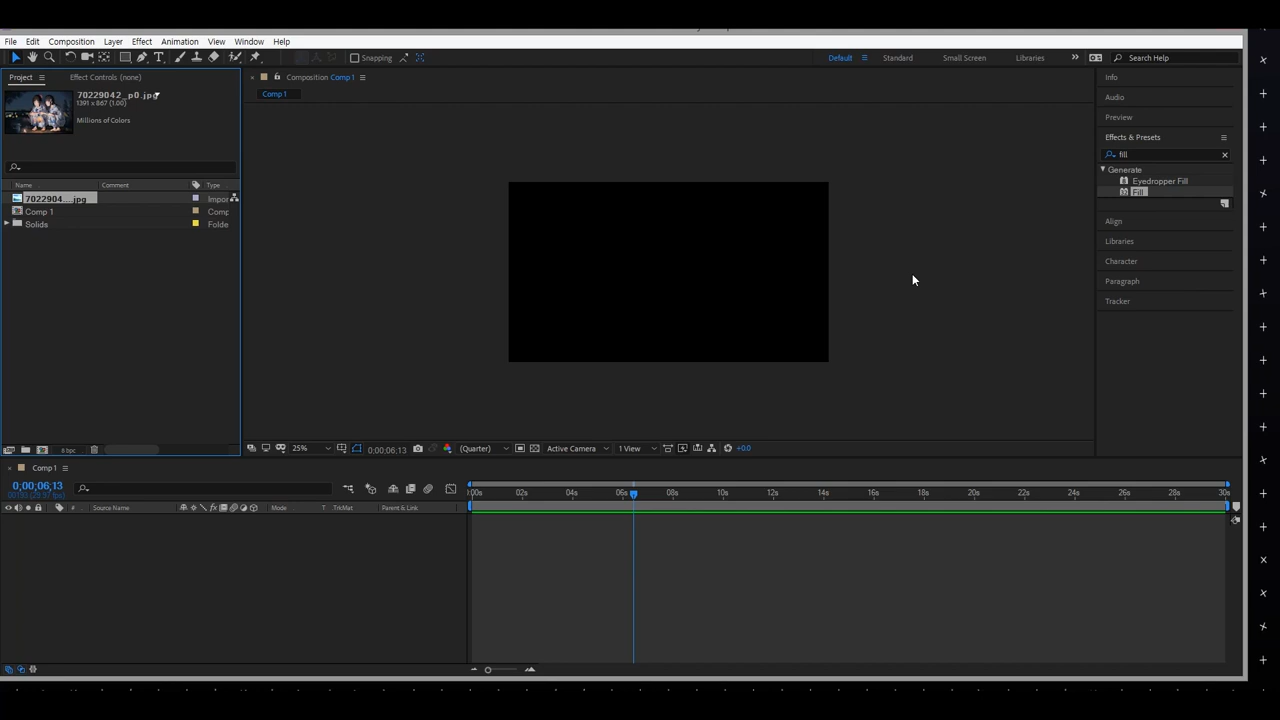 File Edit Composition Layer Effect Animation View Window Help
Snapping Default Standard Small Screen Libraries Search Help
Project Effect Controls (none) Composition Comp 1 Info
70229042_p0.jpg
1391 x 867 (1.00)
Millions of Colors
Comp 1
Audio
Preview
Effects & Presets
fill
Generate
Eyedropper Fill
Fill
Name Comment Type
7022904....jpg Impor
Comp 1 Comp
Solids Folde
Align
Libraries
Character
Paragraph
Tracker
8 bpc 25% 0;00;06;13 (Quarter) Active Camera 1 View +0.0
Comp 1
0;00;06;13
00193 (29.97 fps)
:00s 02s 04s 06s 08s 10s 12s 14s 16s 18s 20s 22s 24s 26s 28s 30s
# Source Name Mode T .TrkMat Parent & Link